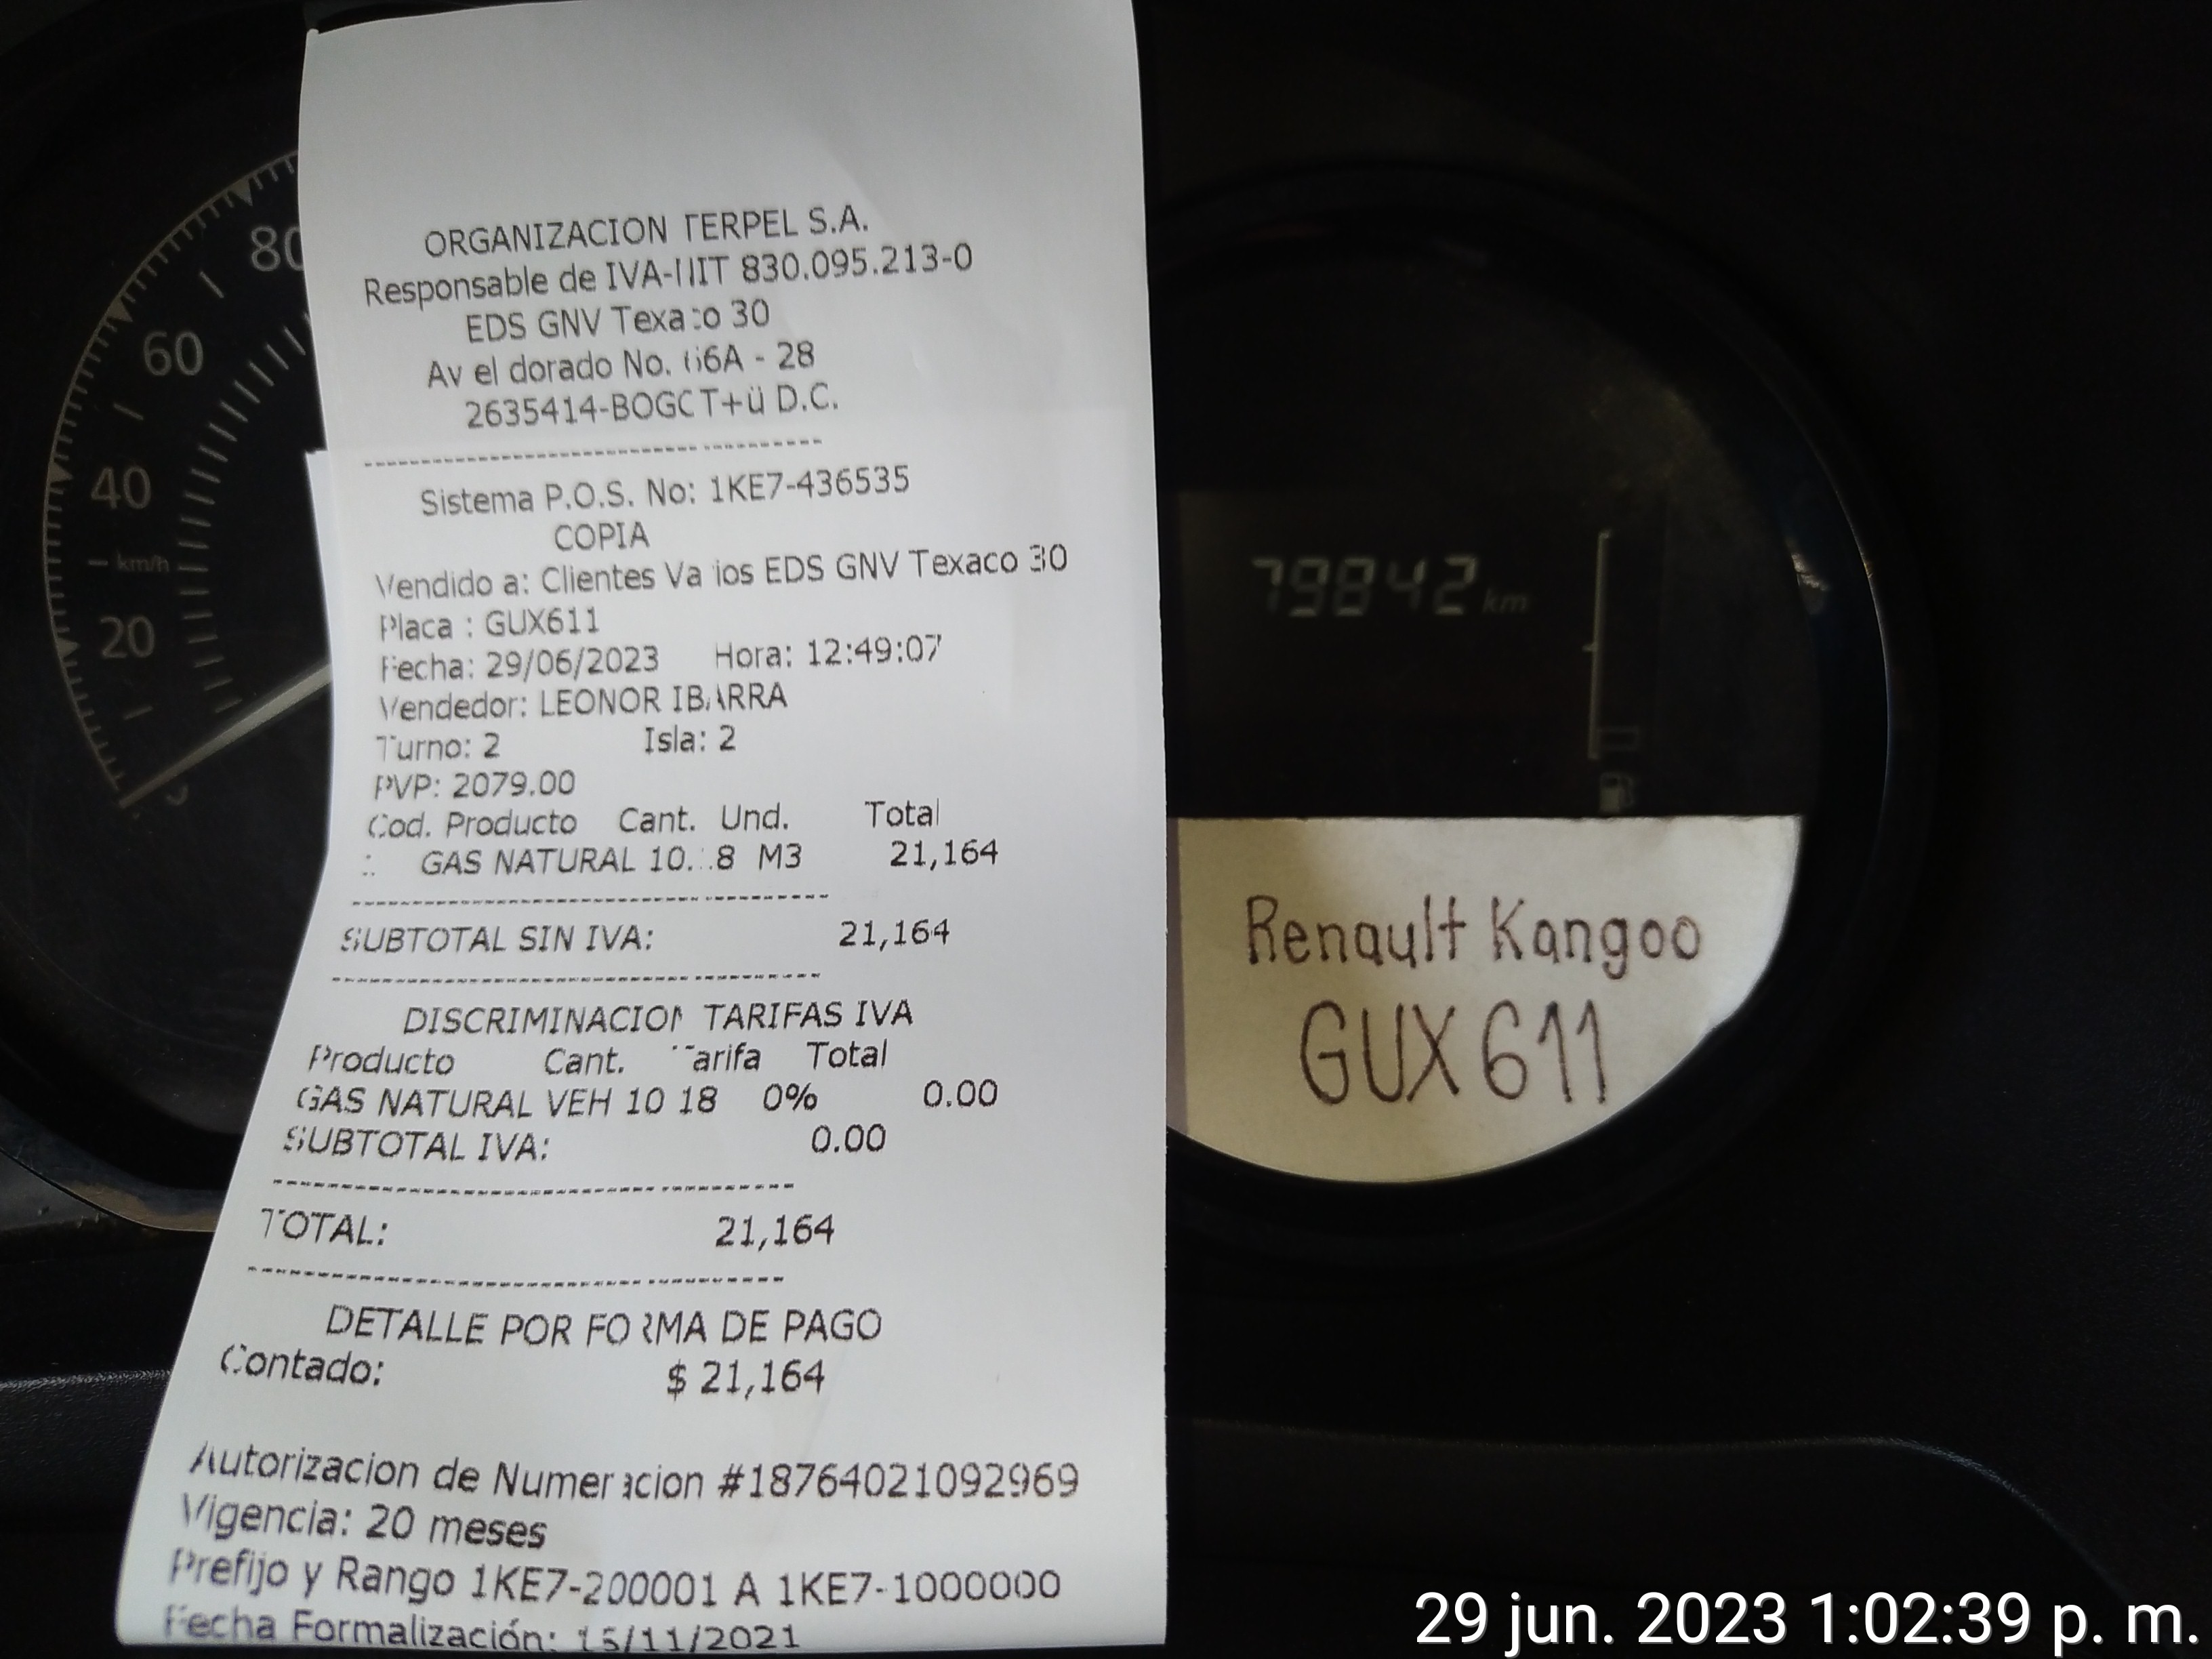 ORGANIZACION TERPEL S.A.
Responsable de IVA-NIT 830.095.213-0
EDS GNV Texaco 30
Av el dorado No. 66A - 28
2635414-BOGOT+ü D.C.
Sistema P.O.S. No: 1KE7-436535
COPIA
Vendido a: Clientes Varios EDS GNV Texaco 30
Placa : GUX611
Fecha: 29/06/2023 Hora: 12:49:07
Vendedor: LEONOR IBARRA
Turno: 2 Isla: 2
PVP: 2079.00
Cod. Producto Cant. Und. Total
GAS NATURAL 10.18 M3 21,164
SUBTOTAL SIN IVA: 21,164
DISCRIMINACION TARIFAS IVA
Producto Cant. Tarifa Total
GAS NATURAL VEH 10 18 0% 0.00
SUBTOTAL IVA: 0.00
TOTAL: 21,164
DETALLE POR FORMA DE PAGO
Contado: $ 21,164
Autorizacion de Numeracion #18764021092969
Vigencia: 20 meses
Prefijo y Rango 1KE7-200001 A 1KE7-1000000
Fecha Formalización: 15/11/2021
80
60
40
km/h
20
79842 km
Renault Kangoo
GUX611
29 jun. 2023 1:02:39 p. m.